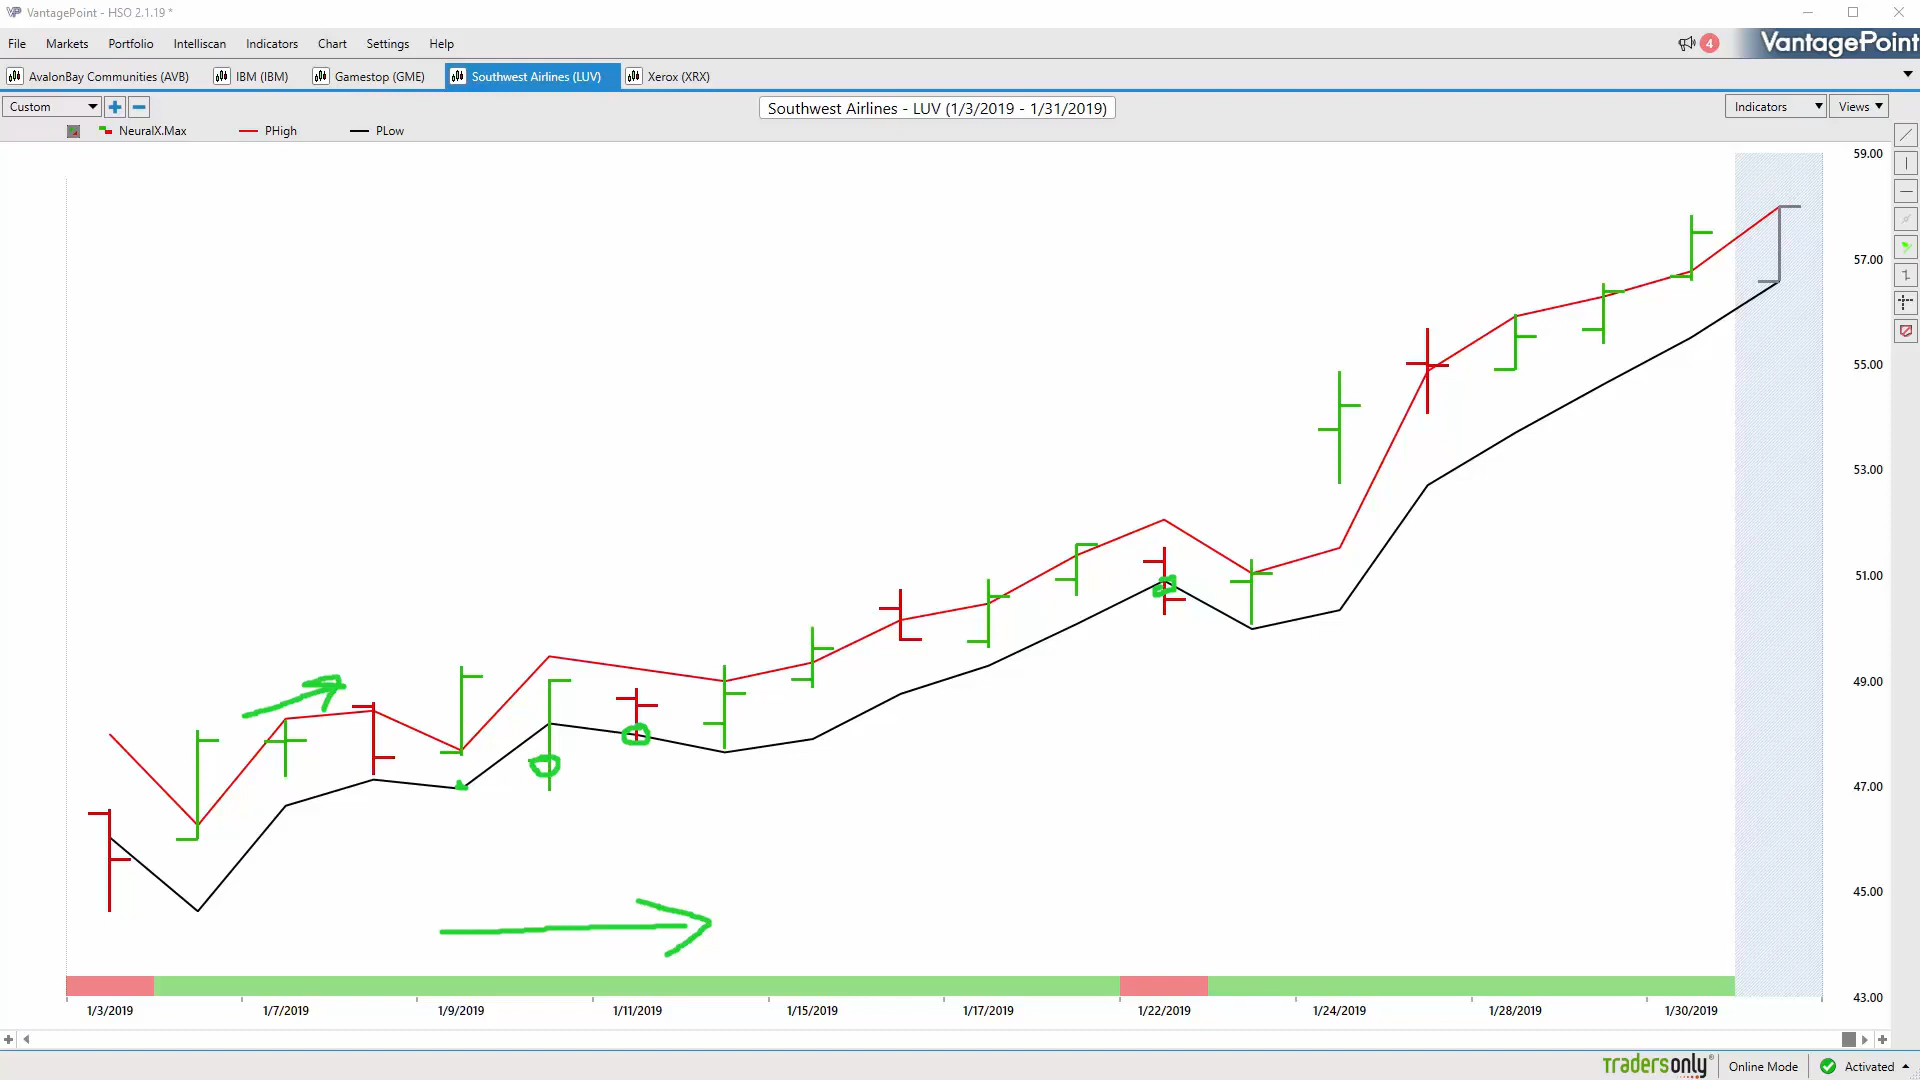 VantagePoint - HSO 2.1.19 *
File Markets Portfolio Intelliscan Indicators Chart Settings Help 4 VantagePoint
AvalonBay Communities (AVB) IBM (IBM) Gamestop (GME) Southwest Airlines (LUV) Xerox (XRX)
Custom Southwest Airlines - LUV (1/3/2019 - 1/31/2019) Indicators Views
NeuralX.Max PHigh PLow
59.00
57.00
55.00
53.00
51.00
49.00
47.00
45.00
43.00
1/3/2019 1/7/2019 1/9/2019 1/11/2019 1/15/2019 1/17/2019 1/22/2019 1/24/2019 1/28/2019 1/30/2019
Tradersonly® Online Mode Activated